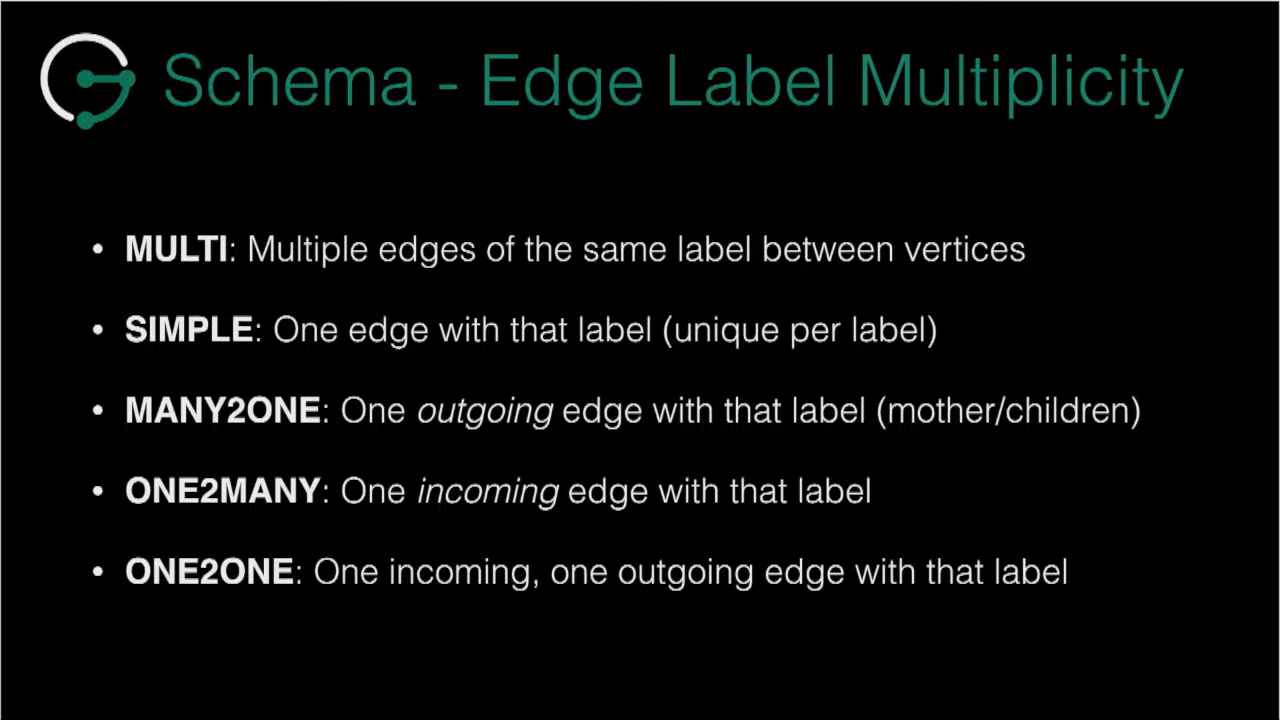 Schema - Edge Label Multiplicity
• MULTI: Multiple edges of the same label between vertices
• SIMPLE: One edge with that label (unique per label)
• MANY2ONE: One outgoing edge with that label (mother/children)
• ONE2MANY: One incoming edge with that label
• ONE2ONE: One incoming, one outgoing edge with that label